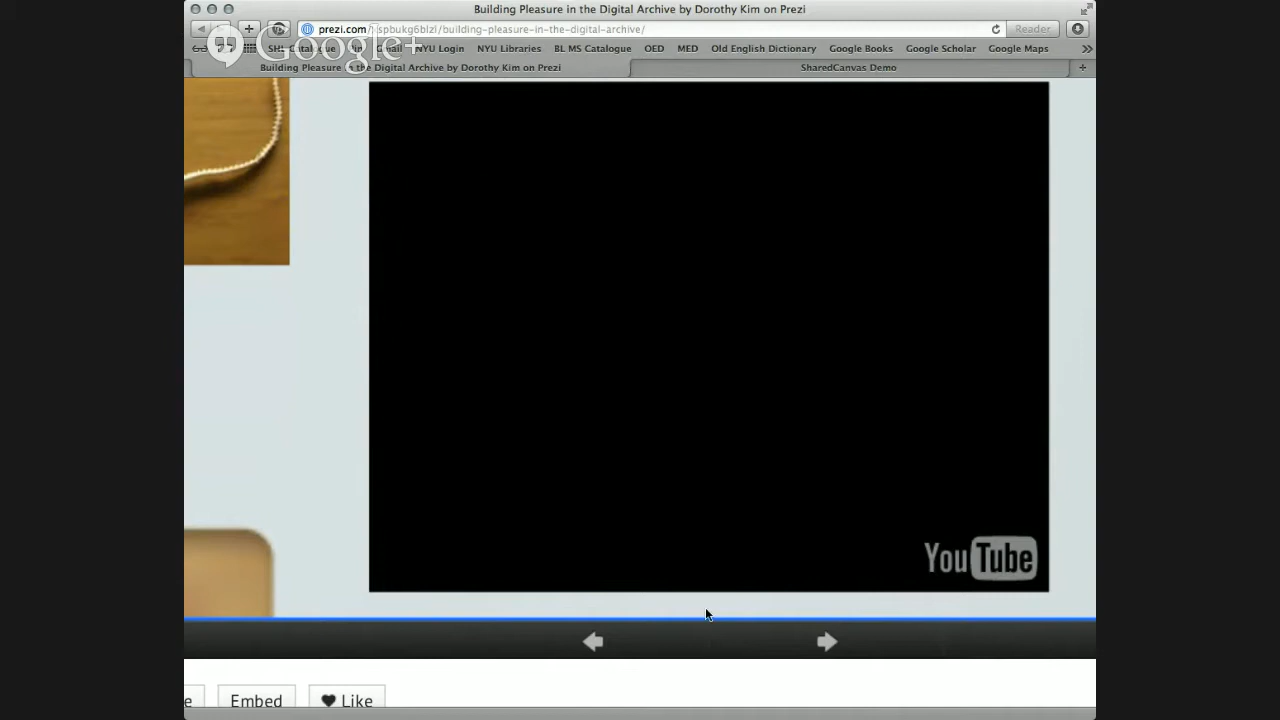 Building Pleasure in the Digital Archive by Dorothy Kim on Prezi
prezi.com/spbukg6blzl/building-pleasure-in-the-digital-archive/
Reader
Google+
Gmail NYU Login NYU Libraries BL MS Catalogue OED MED Old English Dictionary Google Books Google Scholar Google Maps
Building Pleasure in the Digital Archive by Dorothy Kim on Prezi SharedCanvas Demo
YouTube
e Embed Like